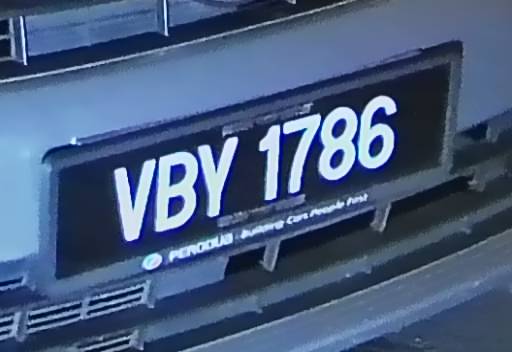 VBY 1786
PERODUA - Building Cars, People First